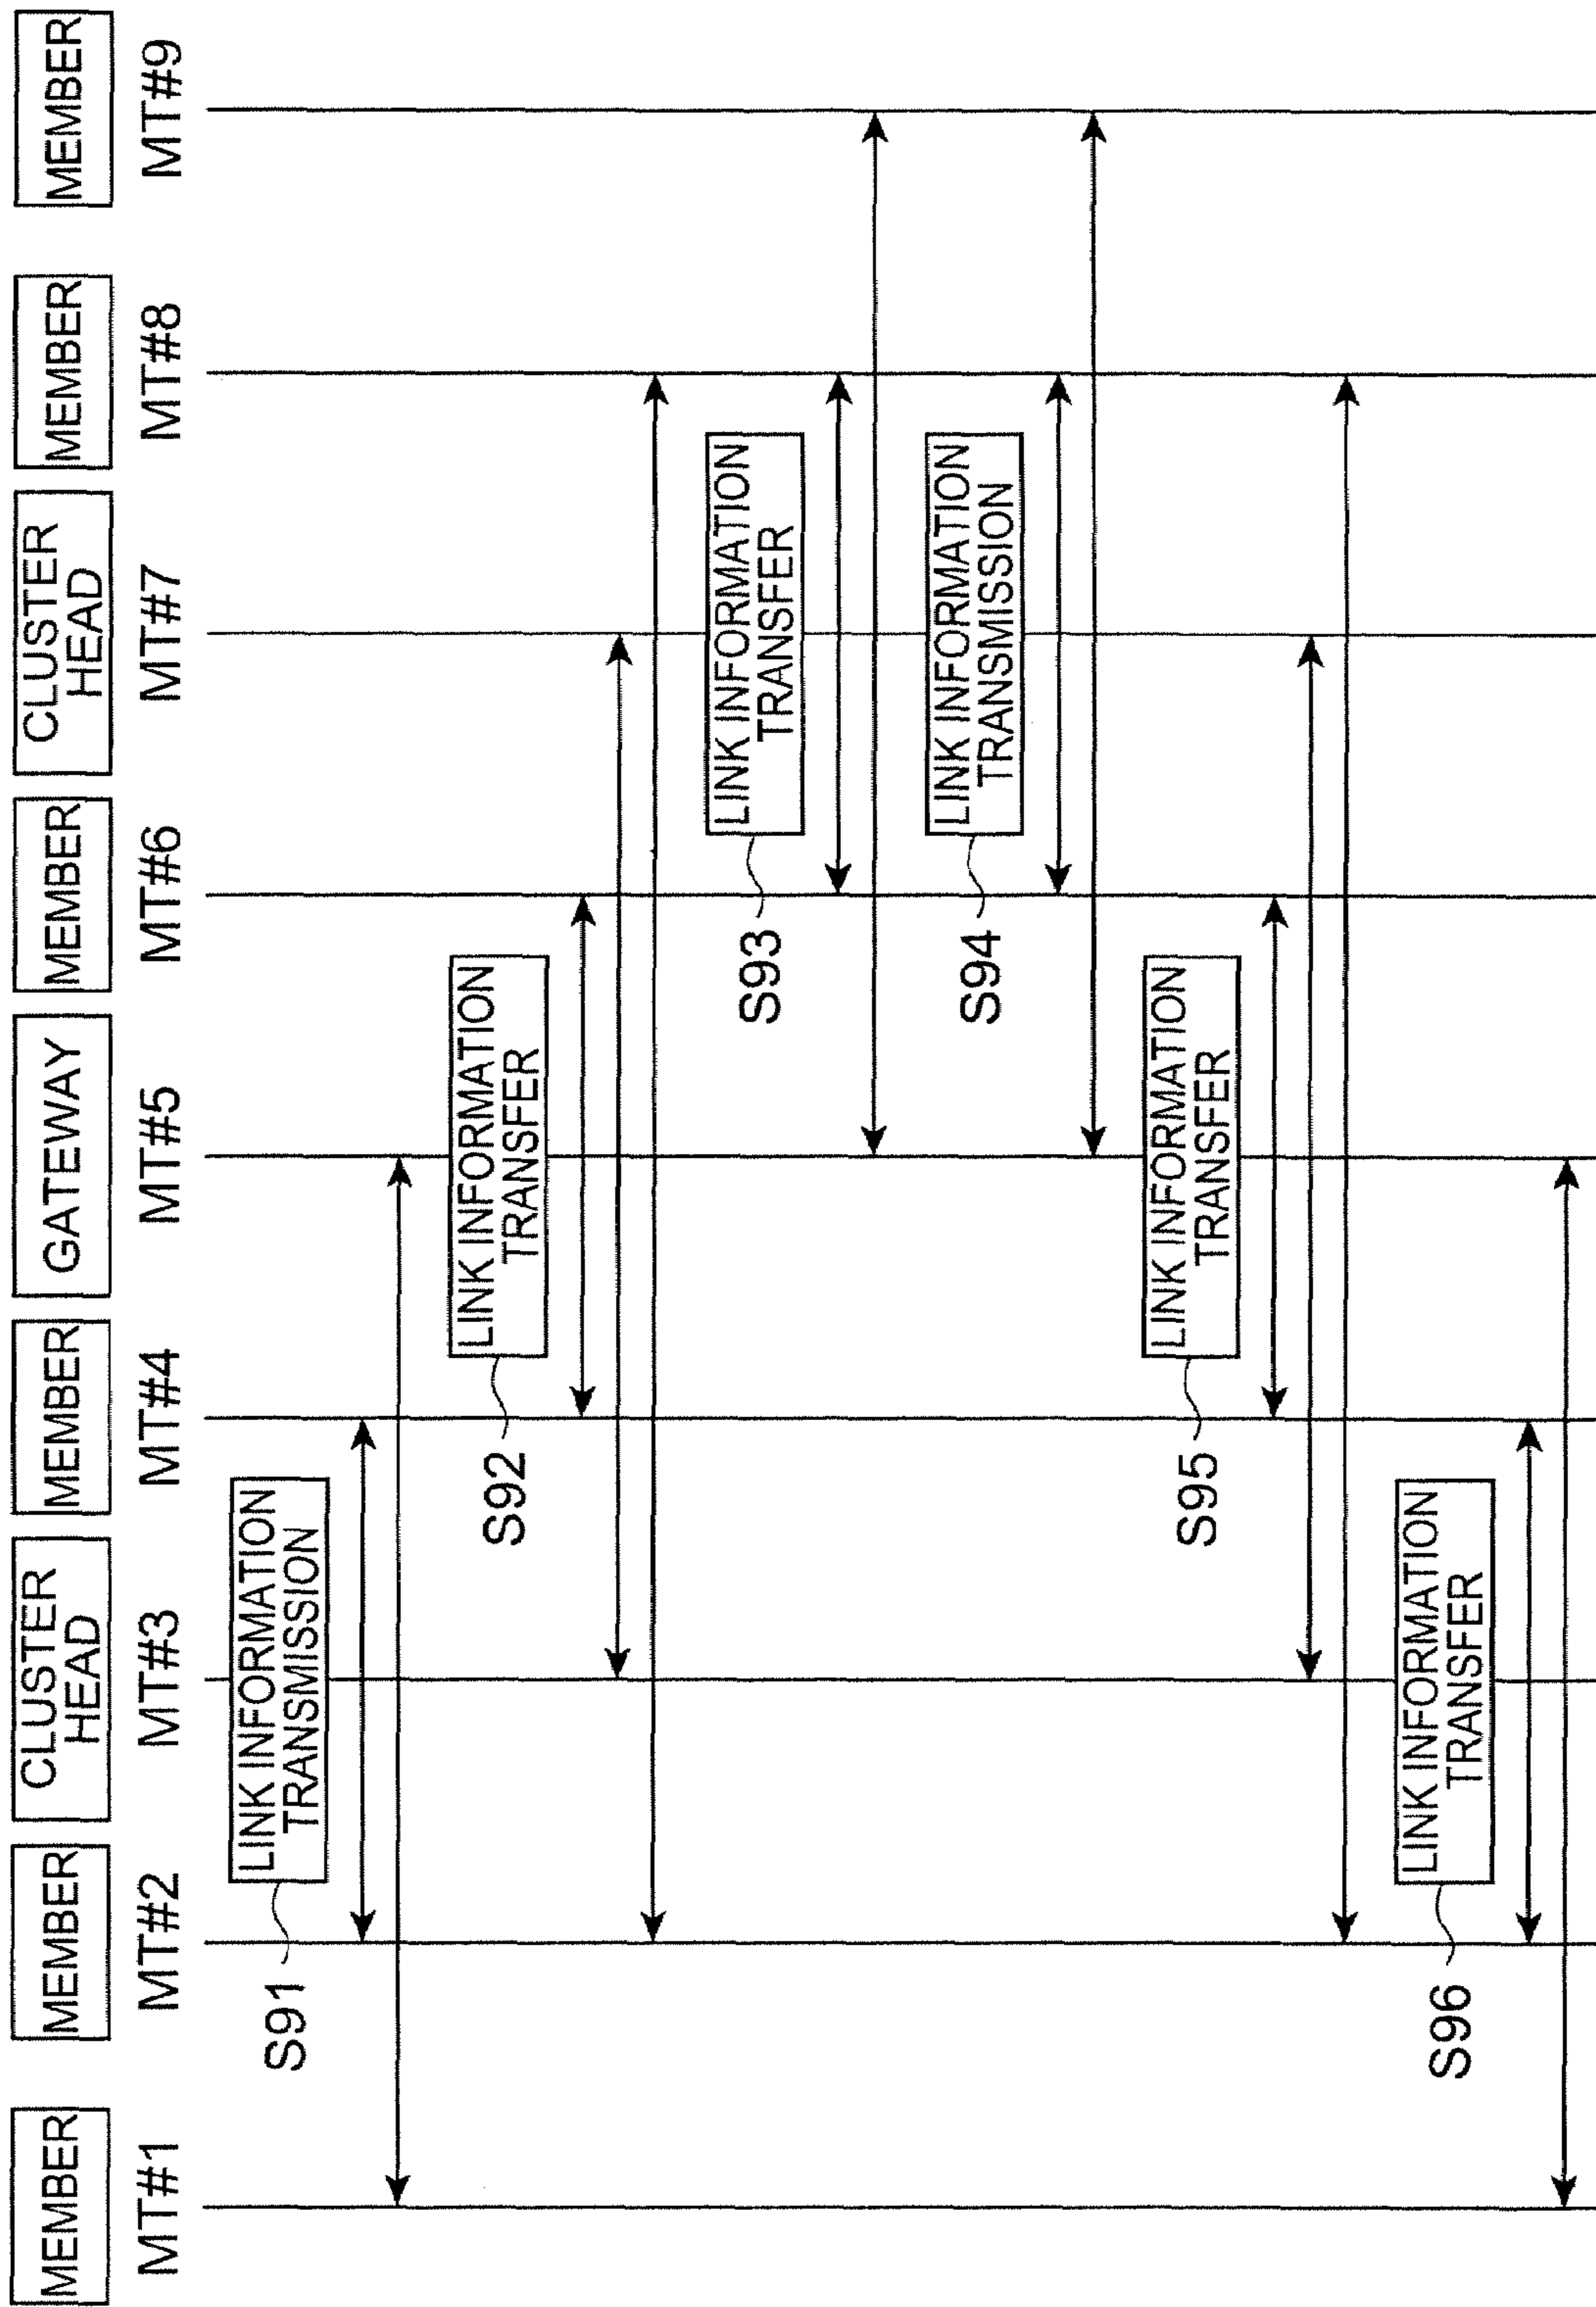 MEMBER
MEMBER
CLUSTER
HEAD
MEMBER
GATEWAY
MEMBER
CLUSTER
HEAD
MEMBER
MEMBER
MT#1
MT#2
MT#3
MT#4
MT#5
MT#6
MT#7
MT#8
MT#9
S91
LINK INFORMATION
TRANSMISSION
S92
LINK INFORMATION
TRANSFER
S93
LINK INFORMATION
TRANSFER
S94
LINK INFORMATION
TRANSMISSION
S95
LINK INFORMATION
TRANSFER
S96
LINK INFORMATION
TRANSFER